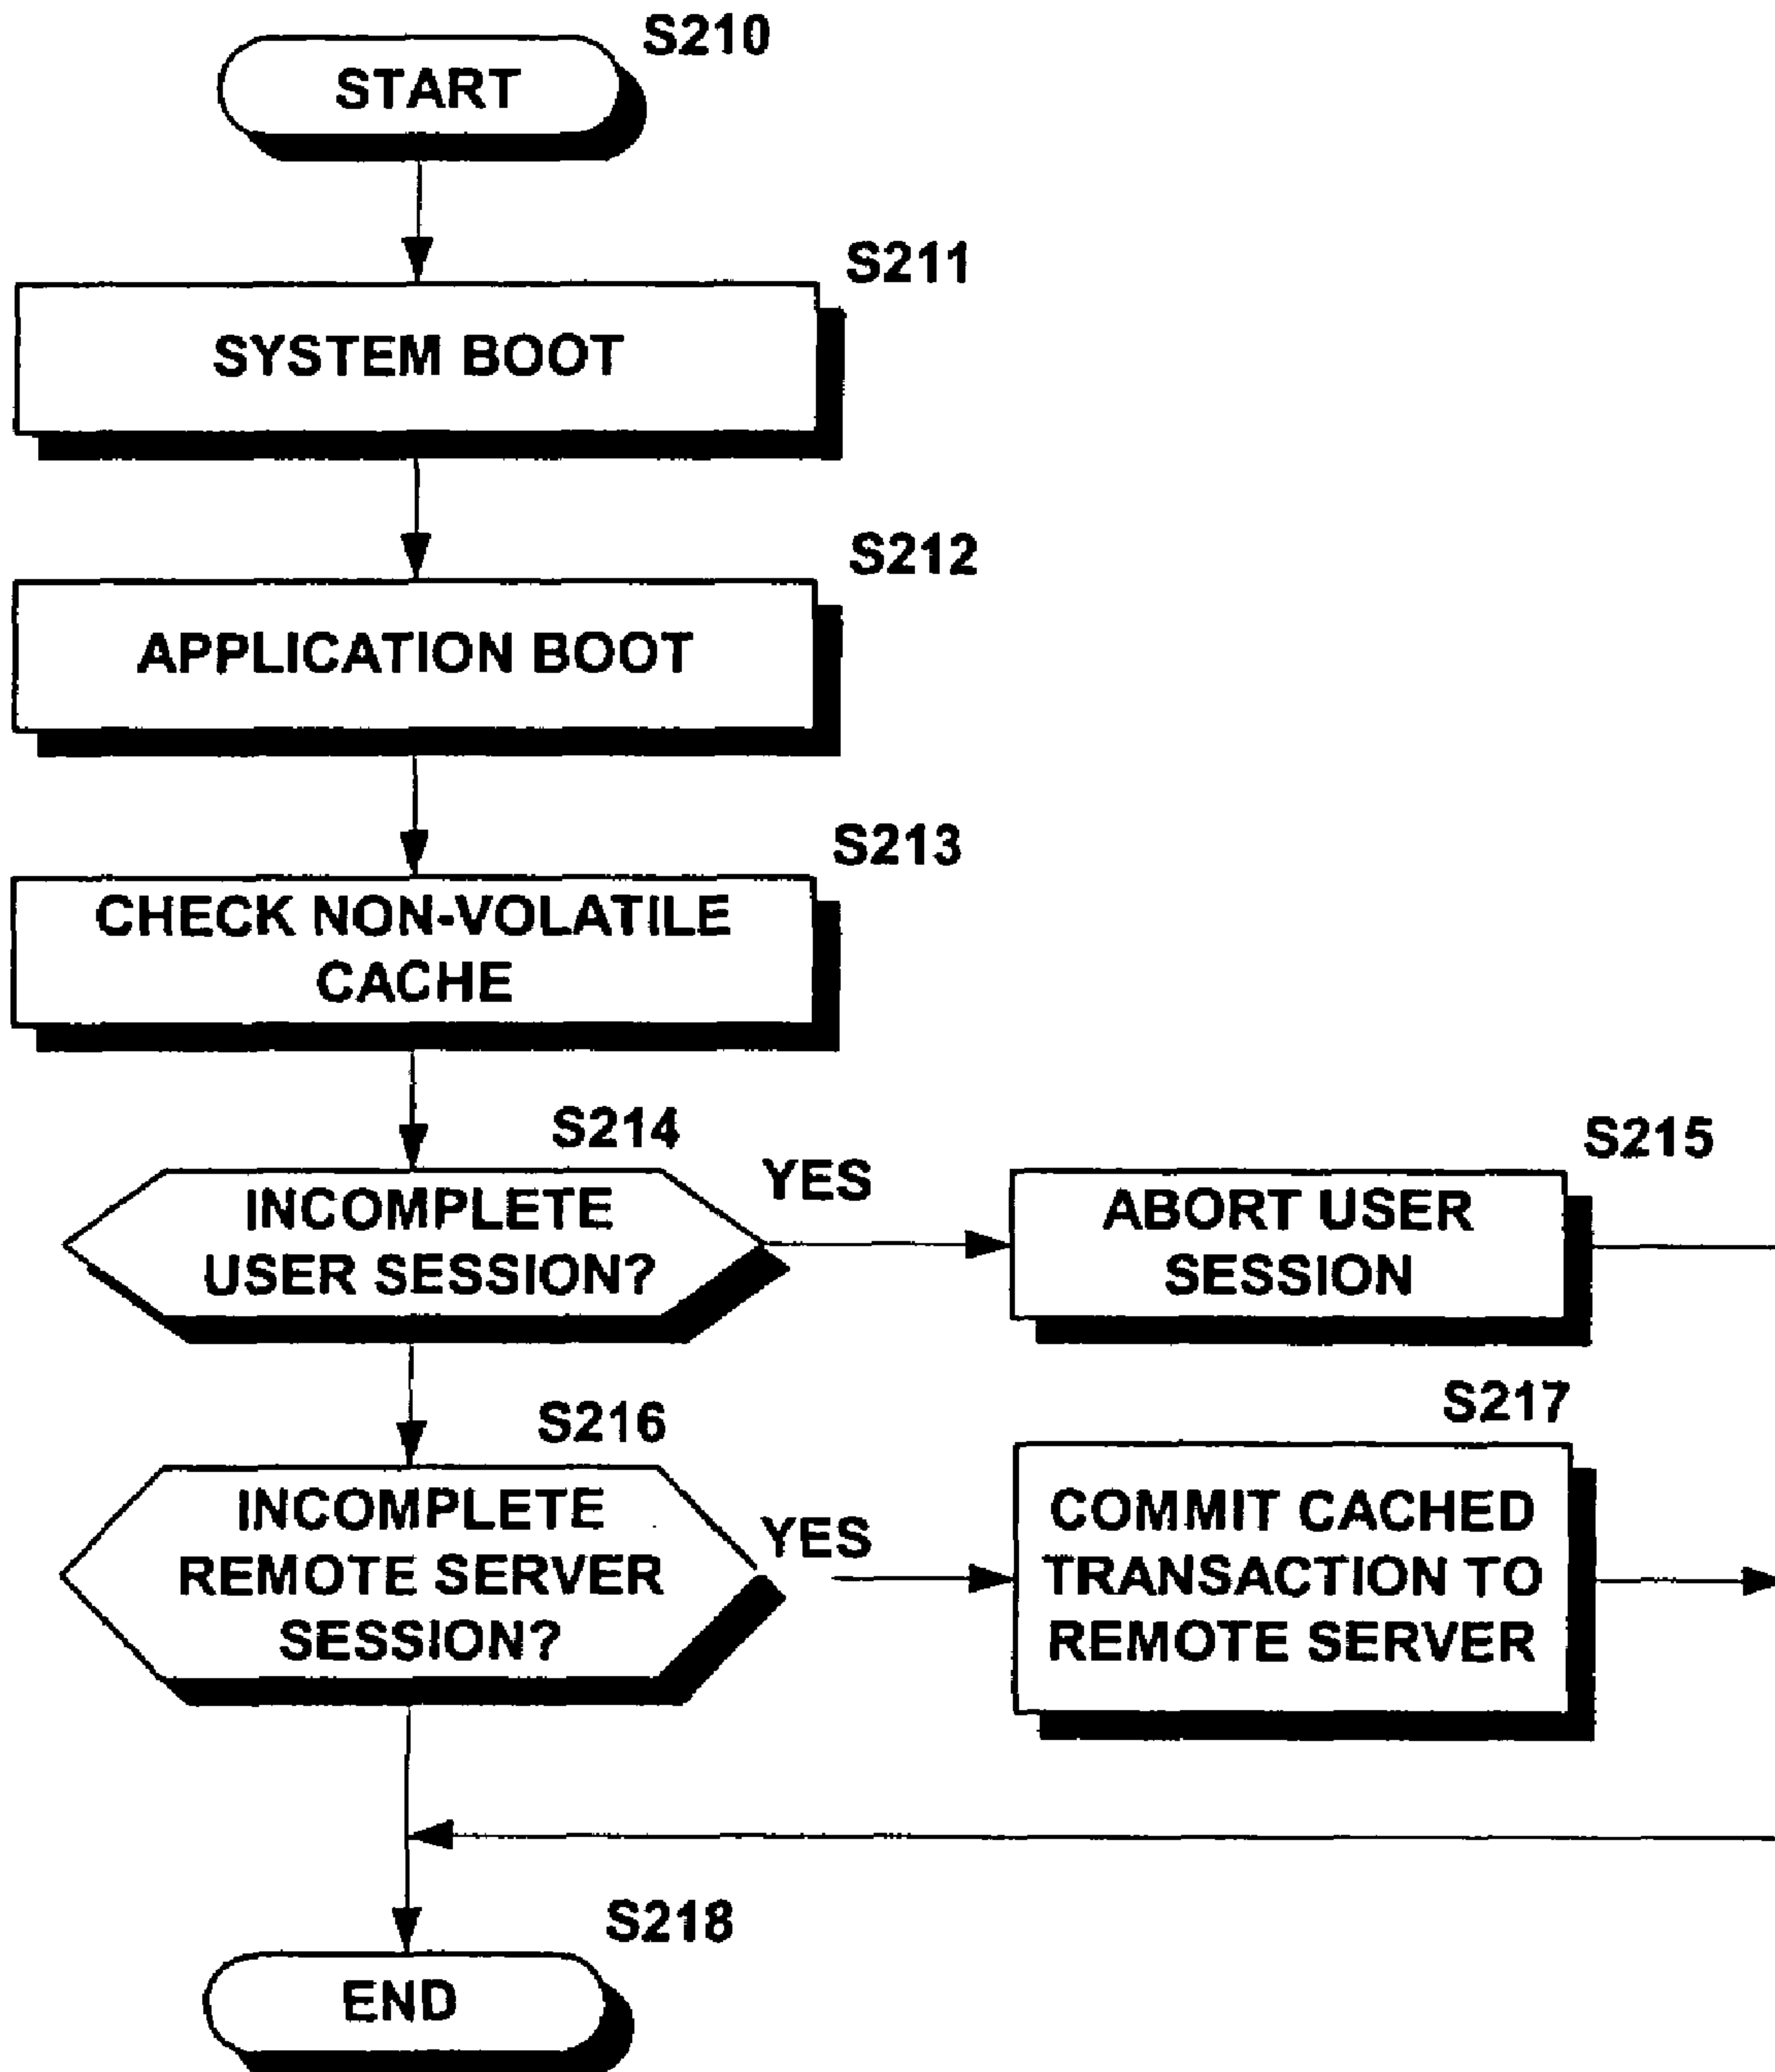 S210
START
S211
SYSTEM BOOT
S212
APPLICATION BOOT
S213
CHECK NON-VOLATILE
CACHE
S214
INCOMPLETE
USER SESSION?
YES
S215
ABORT USER
SESSION
S216
INCOMPLETE
REMOTE SERVER
SESSION?
YES
S217
COMMIT CACHED
TRANSACTION TO
REMOTE SERVER
S218
END